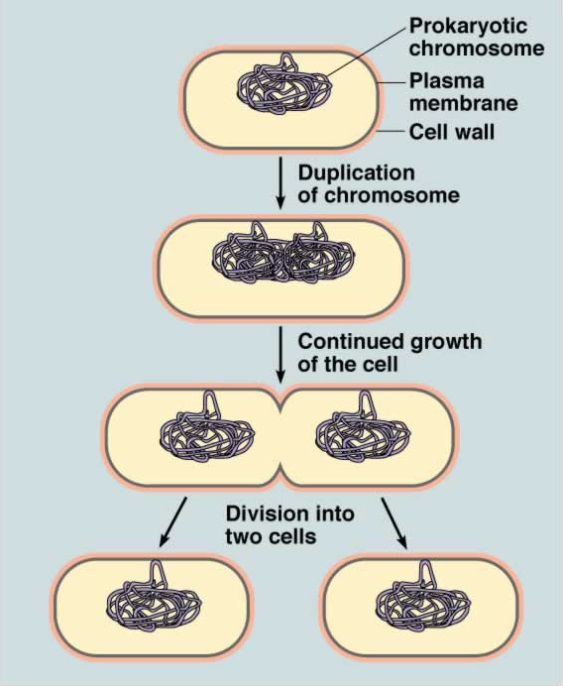 Prokaryotic
chromosome
Plasma
membrane
Cell wall
Duplication
of chromosome
Continued growth
of the cell
Division into
two cells